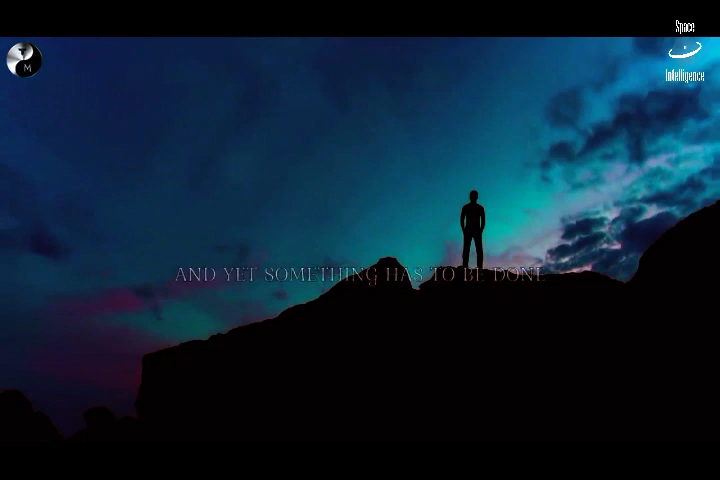 Space
Intelligence
T
M
AND YET SOMETHING HAS TO BE DONE